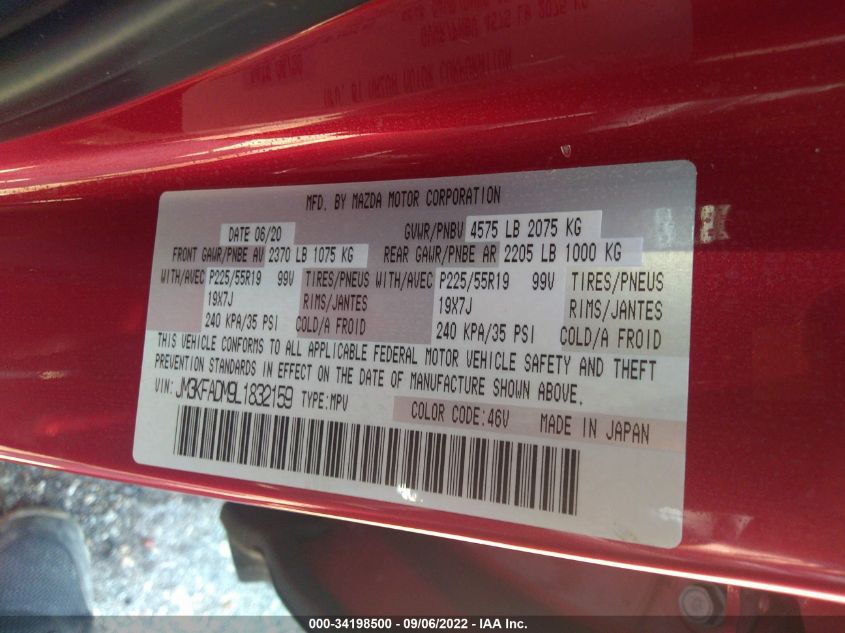 MFD. BY MAZDA MOTOR CORPORATION
DATE 06/20 GVWR/PNBV 4575 LB 2075 KG
FRONT GAWR/PNBE AV 2370 LB 1075 KG REAR GAWR/PNBE AR 2205 LB 1000 KG
WITH/AVEC P225/55R19 99V TIRES/PNEUS WITH/AVEC P225/55R19 99V TIRES/PNEUS
19X7J RIMS/JANTES 19X7J RIMS/JANTES
240 KPA/35 PSI COLD/A FROID 240 KPA/35 PSI COLD/A FROID
THIS VEHICLE CONFORMS TO ALL APPLICABLE FEDERAL MOTOR VEHICLE SAFETY AND THEFT
PREVENTION STANDARDS IN EFFECT ON THE DATE OF MANUFACTURE SHOWN ABOVE.
VIN: JM3KFADM9L1832159 TYPE:MPV
COLOR CODE:46V MADE IN JAPAN
000-34198500 - 09/06/2022 - IAA Inc.